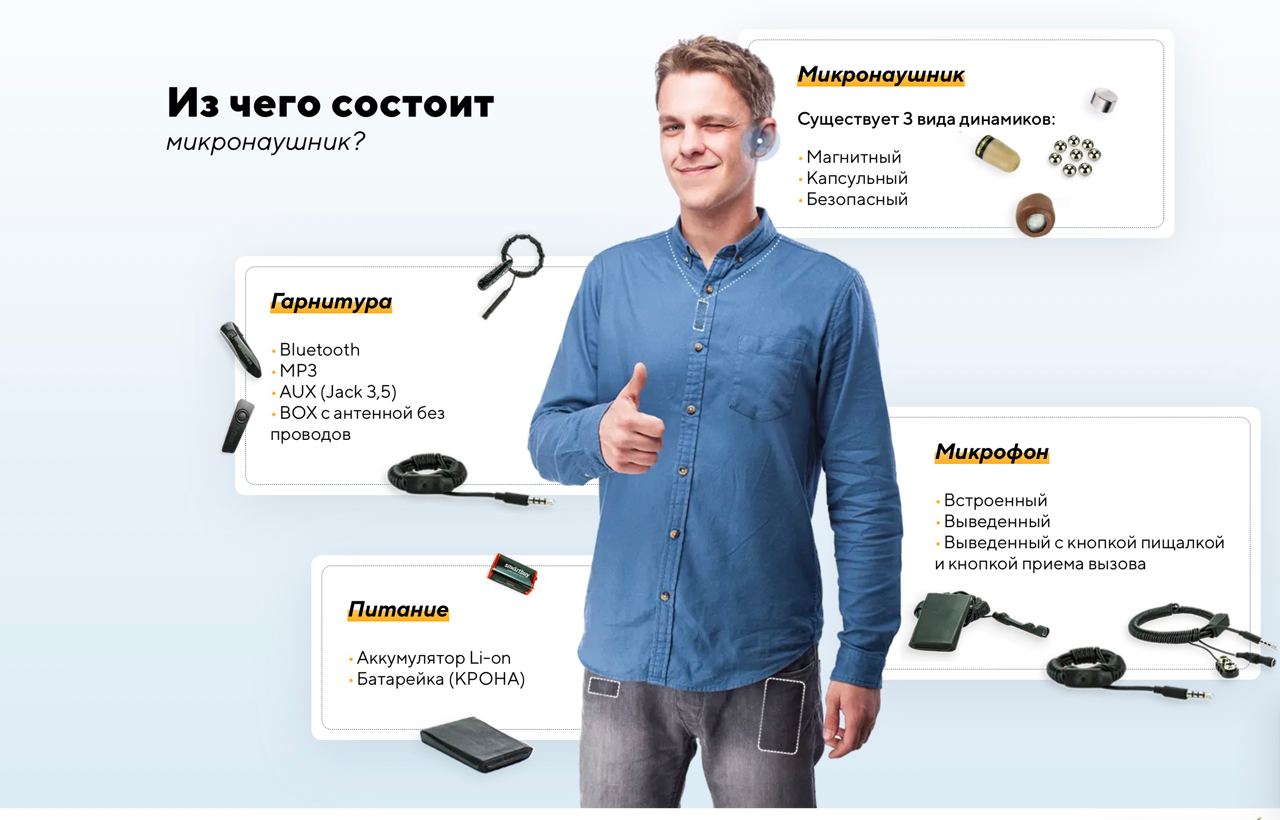 Из чего состоит
микронаушник?
Микронаушник
Существует 3 вида динамиков:
• Магнитный
• Капсульный
• Безопасный
Гарнитура
• Bluetooth
• MP3
• AUX (Jack 3,5)
• BOX с антенной без
проводов
Микрофон
• Встроенный
• Выведенный
• Выведенный с кнопкой пищалкой
и кнопкой приема вызова
smartbuy
Питание
• Аккумулятор Li-on
• Батарейка (КРОНА)